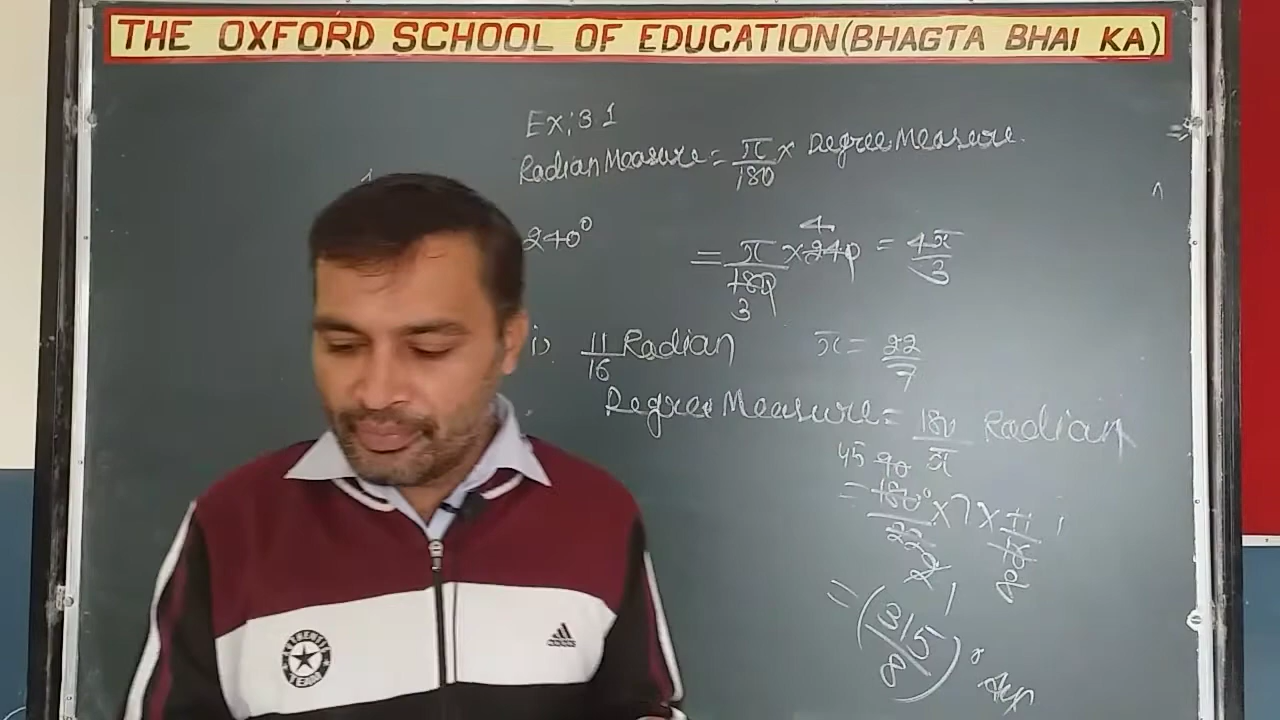 THE OXFORD SCHOOL OF EDUCATION(BHAGTA BHAI KA)
Ex; 3 1
Radian Measure = π/180 × Degree Measure.
240° = π/180 × 240 = 4π/3
4
3
i) 11/16 Radian π = 22/7
Degree Measure = 180/π Radian
45 90
= 180°/22 × 7 × 11/16
2
= (315/8)°